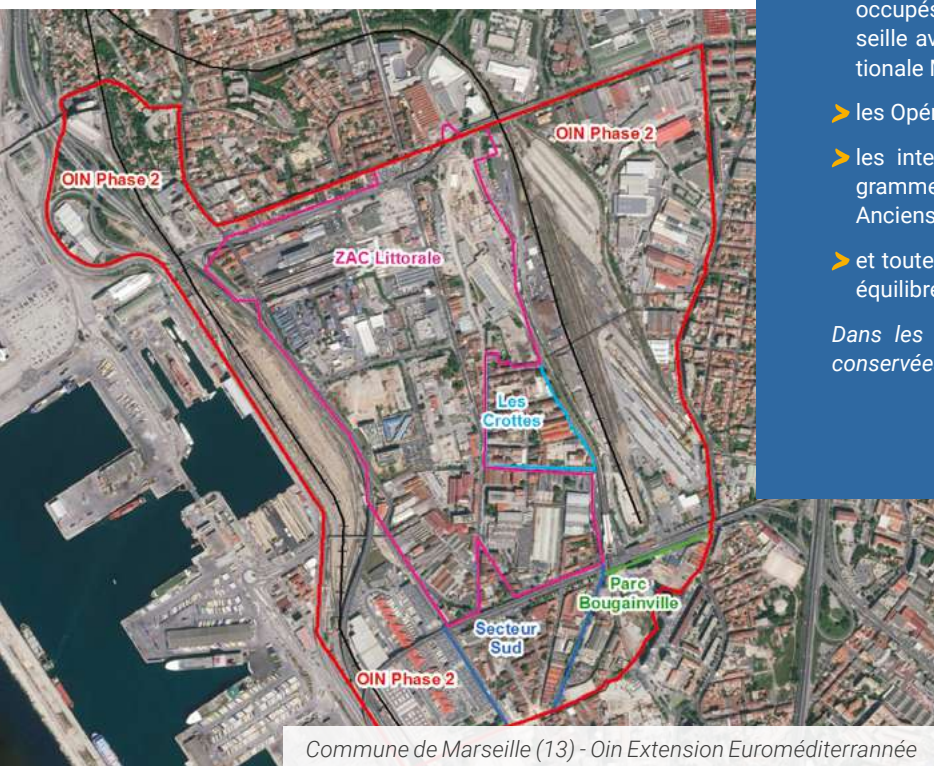 OIN Phase 2
OIN Phase 2
ZAC Littorale
Les
Crottes
Parc
Bougainville
Secteur
Sud
OIN Phase 2
Commune de Marseille (13) - Oin Extension Euroméditerrannée
occupés
seille av
tionale
> les Opér
> les inte
gramme
Anciens
> et toute
équilibre
Dans les
conservée